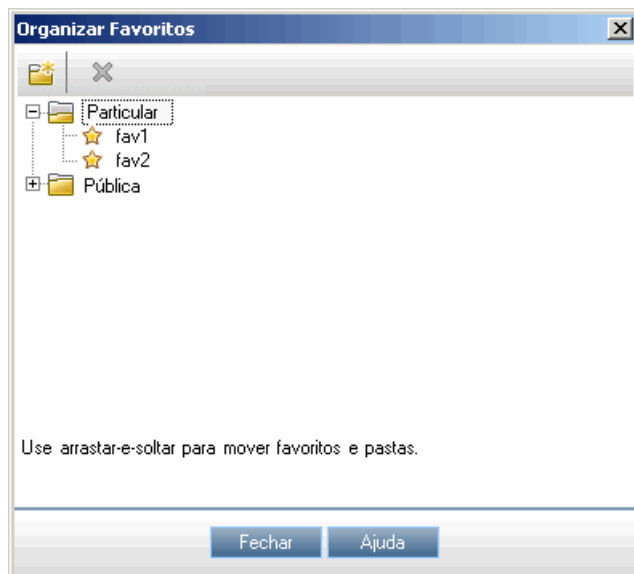 Organizar Favoritos
Particular
fav1
fav2
Pública
Use arrastar-e-soltar para mover favoritos e pastas.
Fechar
Ajuda